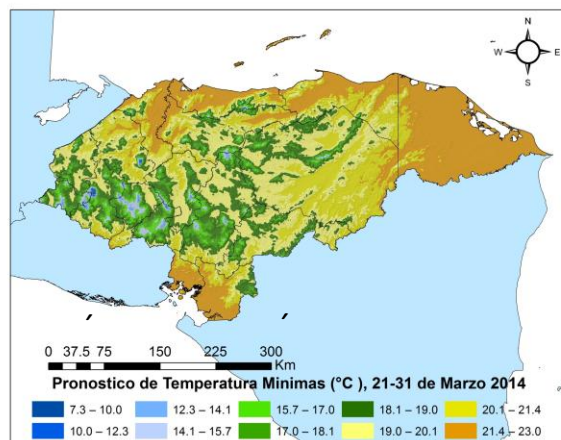 N
W E
S
0 37.5 75 150 225 300
Km
Pronostico de Temperatura Minimas (°C ), 21-31 de Marzo 2014
7.3 – 10.0 12.3 – 14.1 15.7 – 17.0 18.1 – 19.0 20.1 – 21.4
10.0 – 12.3 14.1 – 15.7 17.0 – 18.1 19.0 – 20.1 21.4 – 23.0